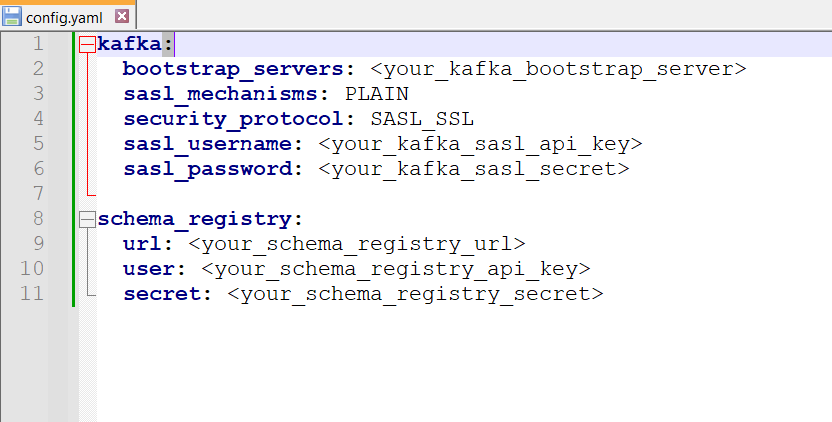 config.yaml
1 kafka:
2 bootstrap_servers: <your_kafka_bootstrap_server>
3 sasl_mechanisms: PLAIN
4 security_protocol: SASL_SSL
5 sasl_username: <your_kafka_sasl_api_key>
6 sasl_password: <your_kafka_sasl_secret>
7
8 schema_registry:
9 url: <your_schema_registry_url>
10 user: <your_schema_registry_api_key>
11 secret: <your_schema_registry_secret>